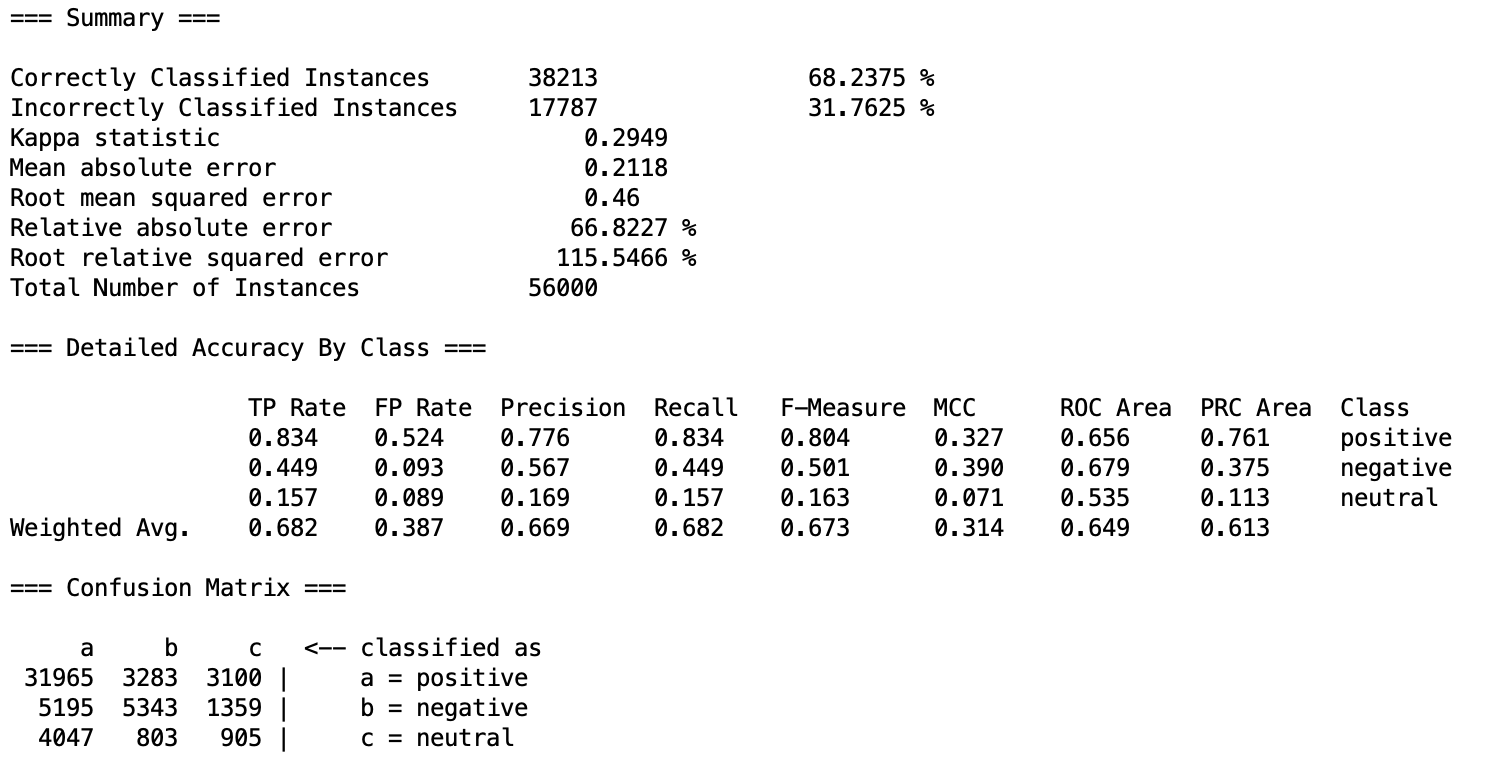 === Summary ===
Correctly Classified Instances 38213 68.2375 %
Incorrectly Classified Instances 17787 31.7625 %
Kappa statistic 0.2949
Mean absolute error 0.2118
Root mean squared error 0.46
Relative absolute error 66.8227 %
Root relative squared error 115.5466 %
Total Number of Instances 56000
=== Detailed Accuracy By Class ===
TP Rate FP Rate Precision Recall F-Measure MCC ROC Area PRC Area Class
0.834 0.524 0.776 0.834 0.804 0.327 0.656 0.761 positive
0.449 0.093 0.567 0.449 0.501 0.390 0.679 0.375 negative
0.157 0.089 0.169 0.157 0.163 0.071 0.535 0.113 neutral
Weighted Avg. 0.682 0.387 0.669 0.682 0.673 0.314 0.649 0.613
=== Confusion Matrix ===
a b c <-- classified as
31965 3283 3100 | a = positive
5195 5343 1359 | b = negative
4047 803 905 | c = neutral